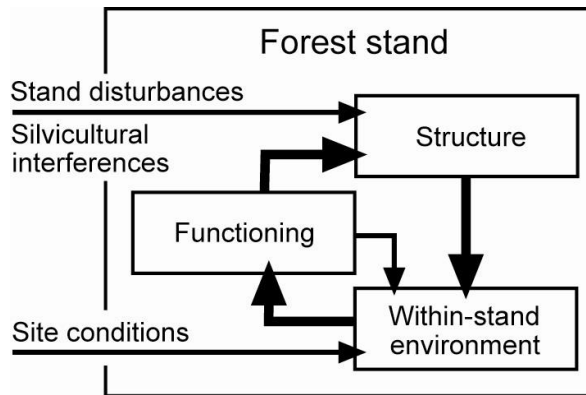 Forest stand
Stand disturbances
Silvicultural
interferences
Structure
Functioning
Site conditions
Within-stand
environment